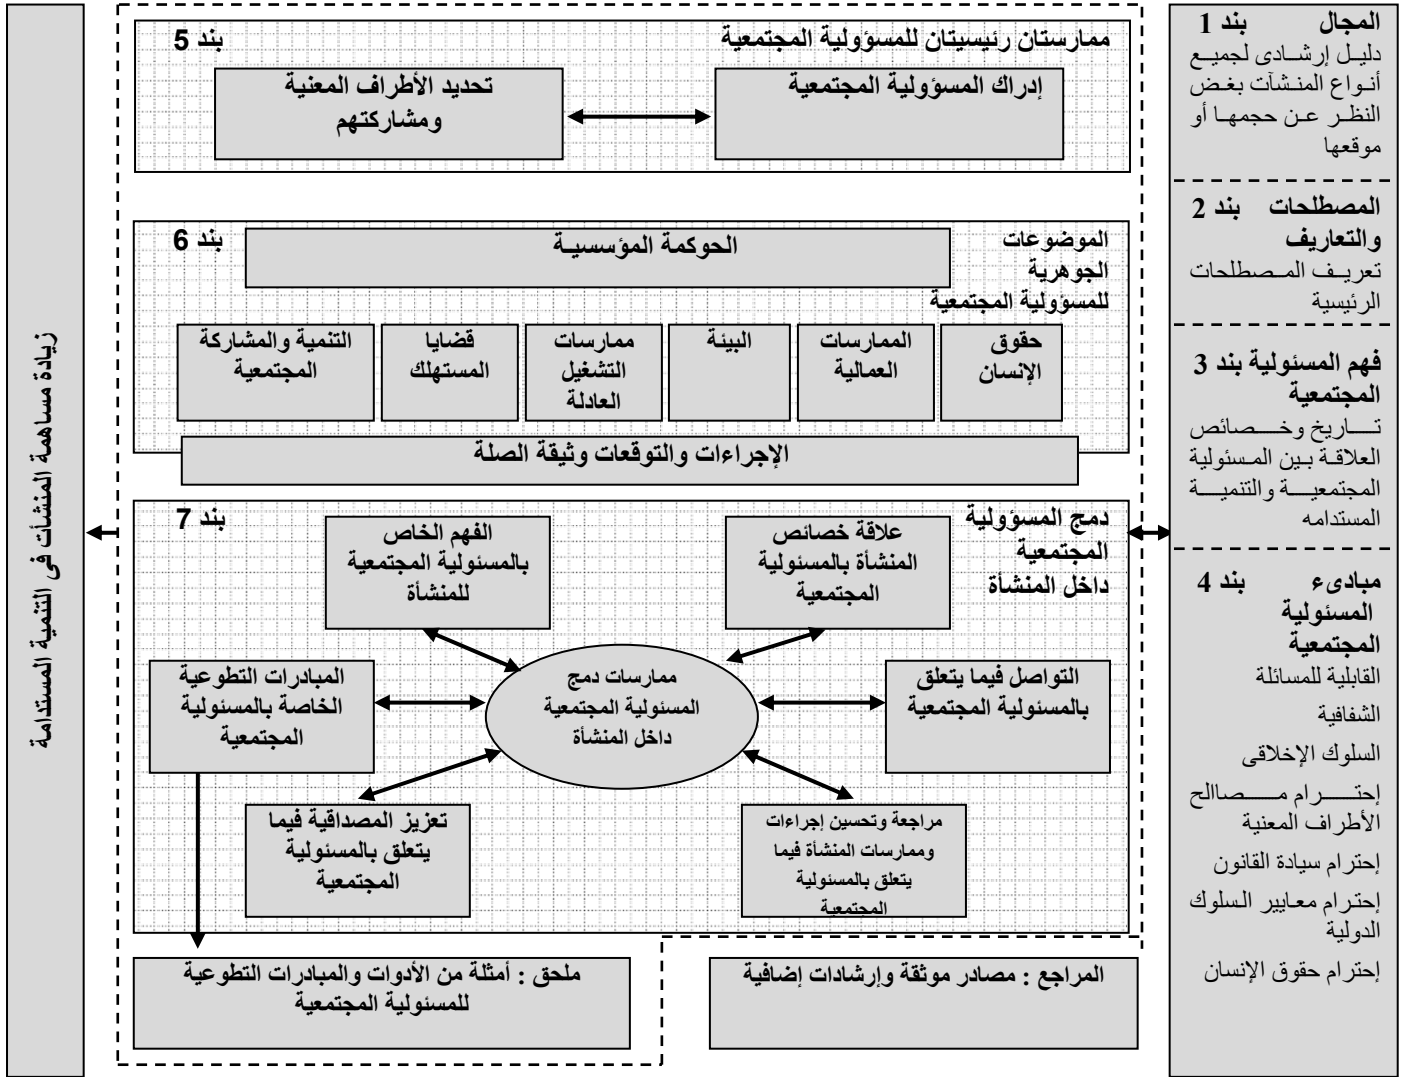 المجال بند 1
دليل إرشادى لجميع
أنواع المنشآت بغض
النظر عن حجمها أو
موقعها
المصطلحات بند 2
والتعاريف
تعريف المصطلحات
الرئيسية
فهم المسئولية بند 3
المجتمعية
تاريخ وخصائص
العلاقة بين المسئولية
المجتمعية والتنمية
المستدامه
مبادىء بند 4
المسئولية
المجتمعية
القابلية للمسائلة
الشفافية
السلوك الإخلاقى
إحترام مصاالح
الأطراف المعنية
إحترام سيادة القانون
إحترام معايير السلوك
الدولية
إحترام حقوق الإنسان
ممارستان رئيسيتان للمسؤولية المجتمعية بند 5
إدراك المسؤولية المجتمعية
تحديد الأطراف المعنية
ومشاركتهم
الموضوعات بند 6
الجوهرية
للمسؤولية المجتمعية
الحوكمة المؤسسية
حقوق
الإنسان
الممارسات
العمالية
البيئة
ممارسات
التشغيل
العادلة
قضايا
المستهلك
التنمية والمشاركة
المجتمعية
الإجراءات والتوقعات وثيقة الصلة
دمج المسؤولية بند 7
المجتمعية
داخل المنشأة
علاقة خصائص
المنشأة بالمسئولية
المجتمعية
الفهم الخاص
بالمسئولية المجتمعية
للمنشأة
التواصل فيما يتعلق
بالمسئولية المجتمعية
ممارسات دمج
المسئولية المجتمعية
داخل المنشأة
المبادرات التطوعية
الخاصة بالمسئولية
المجتمعية
مراجعة وتحسين إجراءات
وممارسات المنشأة فيما
يتعلق بالمسئولية
المجتمعية
تعزيز المصداقية فيما
يتعلق بالمسئولية
المجتمعية
المراجع : مصادر موثقة وإرشادات إضافية
ملحق : أمثلة من الأدوات والمبادرات التطوعية
للمسئولية المجتمعية
زيادة مساهمة المنشأت فى التنمية المستدامة